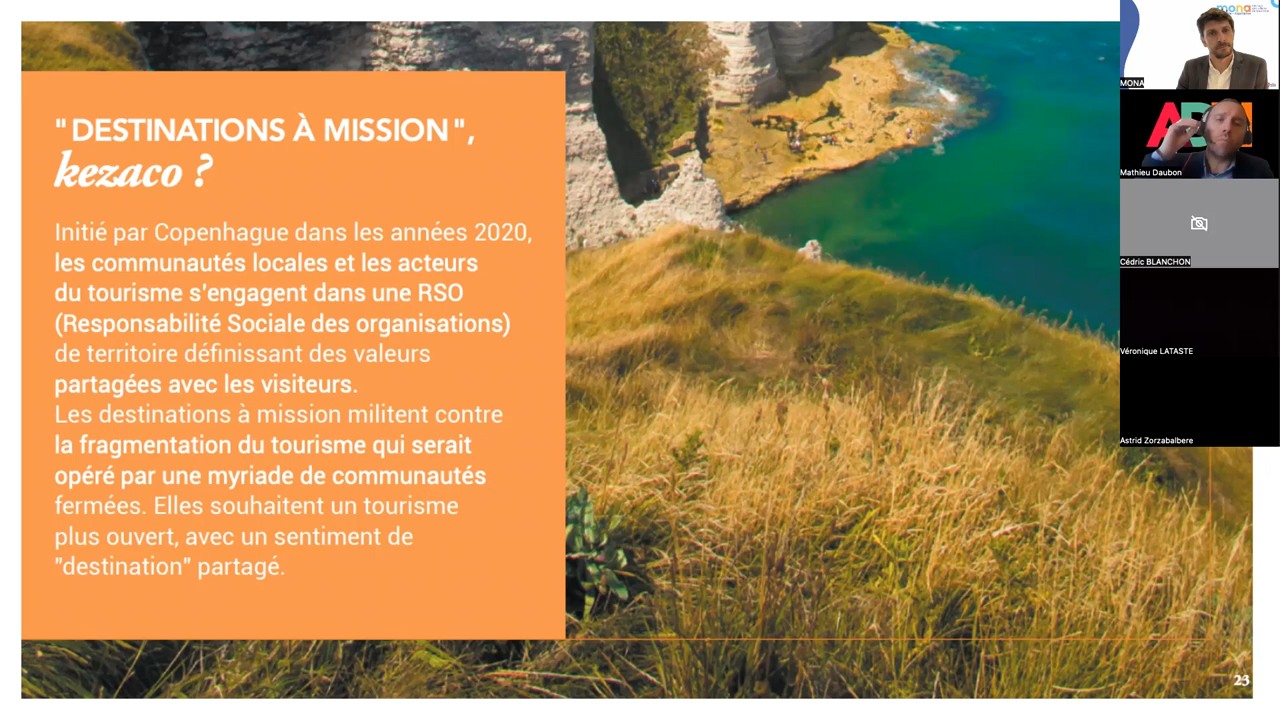 "DESTINATIONS À MISSION",
kezaco ?
Initié par Copenhague dans les années 2020,
les communautés locales et les acteurs
du tourisme s'engagent dans une RSO
(Responsabilité Sociale des organisations)
de territoire définissant des valeurs
partagées avec les visiteurs.
Les destinations à mission militent contre
la fragmentation du tourisme qui serait
opéré par une myriade de communautés
fermées. Elles souhaitent un tourisme
plus ouvert, avec un sentiment de
"destination" partagé.
23
mona
MONA
Mathieu Daubon
Cédric BLANCHON
Véronique LATASTE
Astrid Zorzabalbere